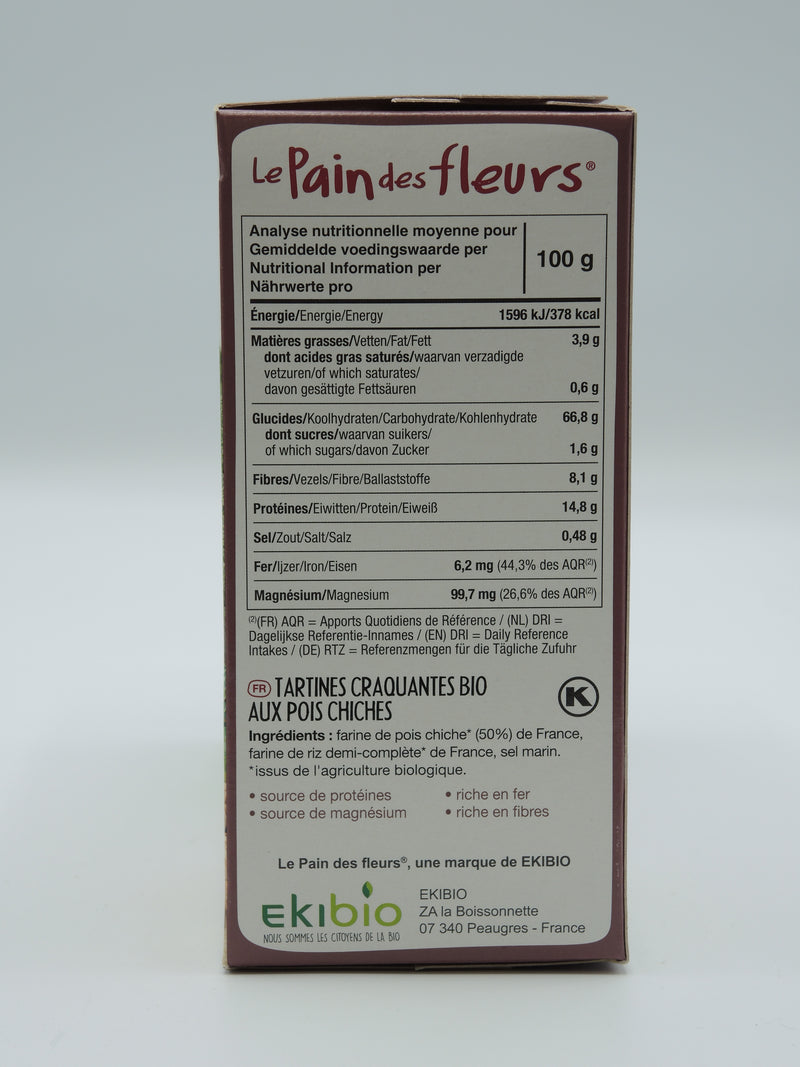 Le Pain des fleurs®
Analyse nutritionnelle moyenne pour
Gemiddelde voedingswaarde per
Nutritional Information per
Nährwerte pro
100 g
Énergie/Energie/Energy 1596 kJ/378 kcal
Matières grasses/Vetten/Fat/Fett 3,9 g
dont acides gras saturés/waarvan verzadigde
vetzuren/of which saturates/
davon gesättigte Fettsäuren 0,6 g
Glucides/Koolhydraten/Carbohydrate/Kohlenhydrate 66,8 g
dont sucres/waarvan suikers/
of which sugars/davon Zucker 1,6 g
Fibres/Vezels/Fibre/Ballaststoffe 8,1 g
Protéines/Eiwitten/Protein/Eiweiß 14,8 g
Sel/Zout/Salt/Salz 0,48 g
Fer/Ijzer/Iron/Eisen 6,2 mg (44,3% des AQR(2))
Magnésium/Magnesium 99,7 mg (26,6% des AQR(2))
(2)(FR) AQR = Apports Quotidiens de Référence / (NL) DRI =
Dagelijkse Referentie-Innames / (EN) DRI = Daily Reference
Intakes / (DE) RTZ = Referenzmengen für die Tägliche Zufuhr
FR TARTINES CRAQUANTES BIO
AUX POIS CHICHES
K
Ingrédients : farine de pois chiche* (50%) de France,
farine de riz demi-complète* de France, sel marin.
*issus de l'agriculture biologique.
• source de protéines • riche en fer
• source de magnésium • riche en fibres
Le Pain des fleurs®, une marque de EKIBIO
Ekibio
NOUS SOMMES LES CITOYENS DE LA BIO
EKIBIO
ZA la Boissonnette
07 340 Peaugres - France